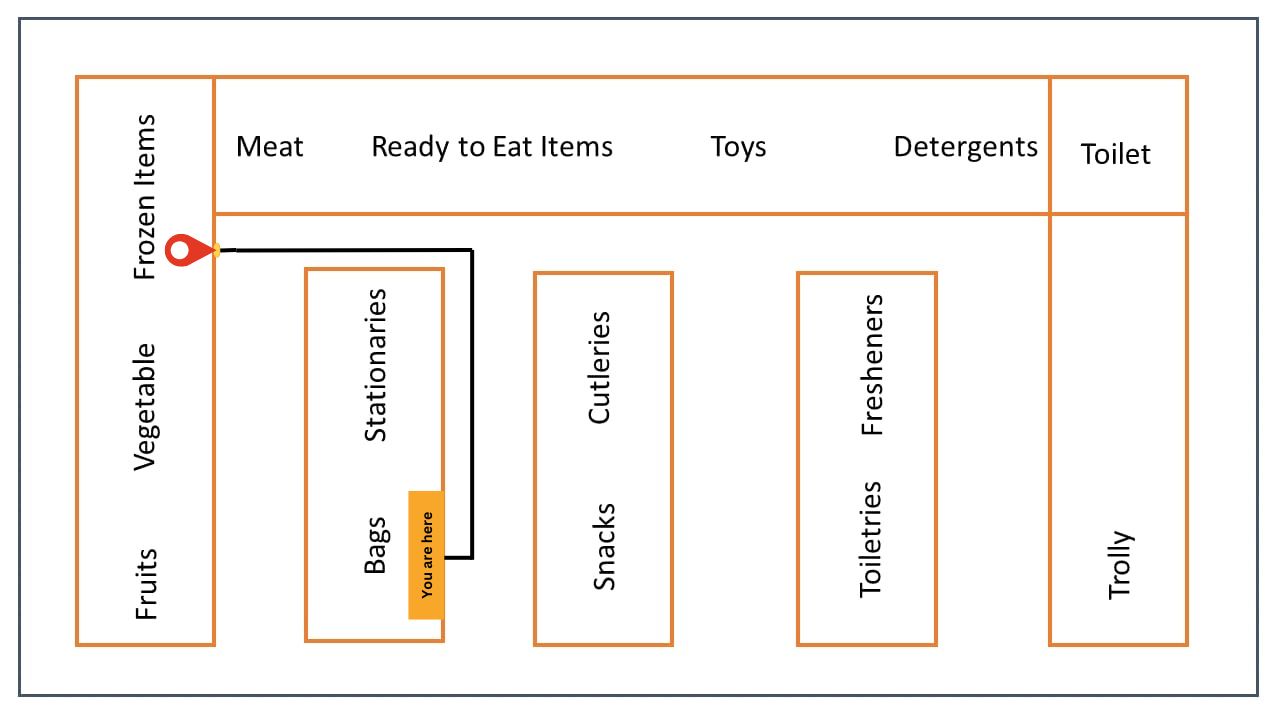 Meat
Ready to Eat Items
Toys
Detergents
Toilet
Frozen Items
Vegetable
Fruits
Stationaries
Bags
You are here
Cutleries
Snacks
Fresheners
Toiletries
Trolly